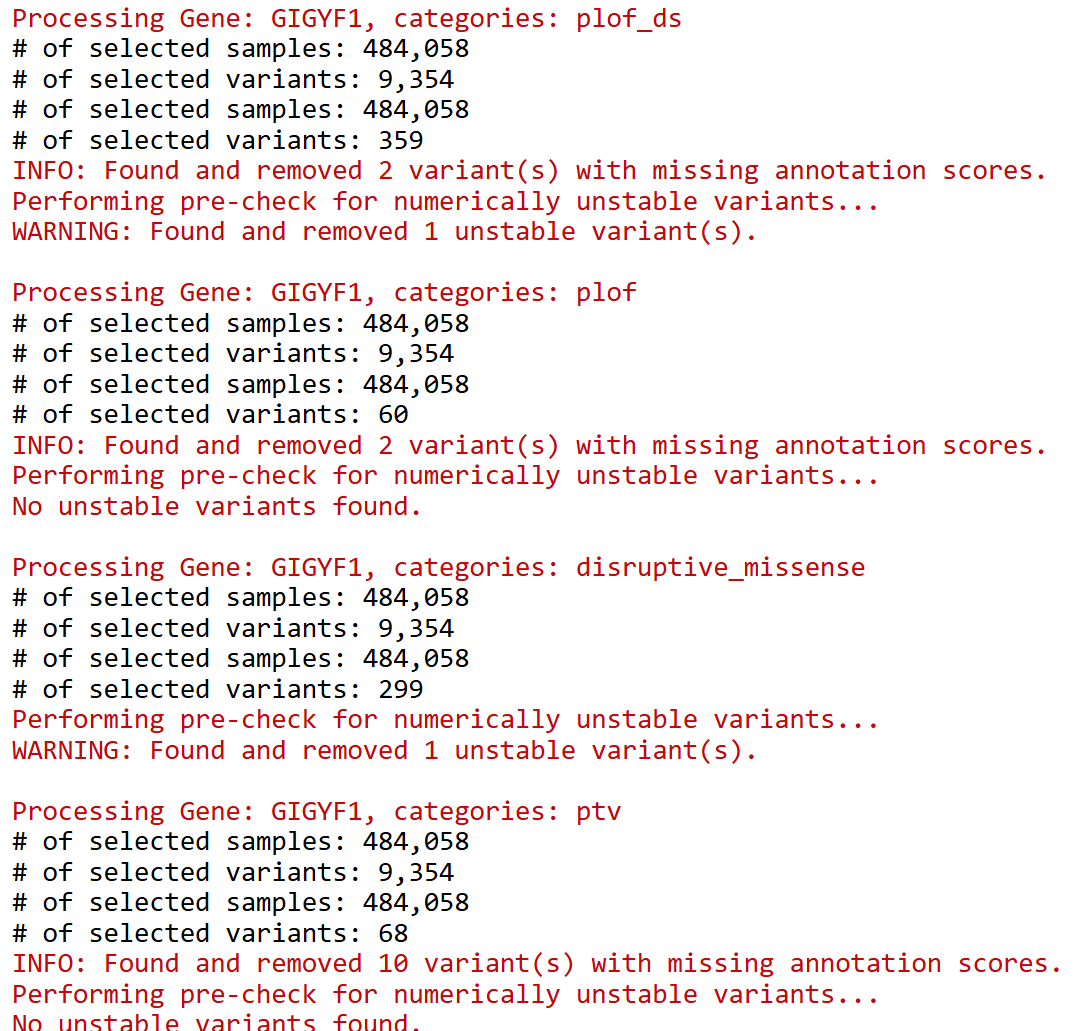 Processing Gene: GIGYF1, categories: plof_ds
# of selected samples: 484,058
# of selected variants: 9,354
# of selected samples: 484,058
# of selected variants: 359
INFO: Found and removed 2 variant(s) with missing annotation scores.
Performing pre-check for numerically unstable variants...
WARNING: Found and removed 1 unstable variant(s).

Processing Gene: GIGYF1, categories: plof
# of selected samples: 484,058
# of selected variants: 9,354
# of selected samples: 484,058
# of selected variants: 60
INFO: Found and removed 2 variant(s) with missing annotation scores.
Performing pre-check for numerically unstable variants...
No unstable variants found.

Processing Gene: GIGYF1, categories: disruptive_missense
# of selected samples: 484,058
# of selected variants: 9,354
# of selected samples: 484,058
# of selected variants: 299
Performing pre-check for numerically unstable variants...
WARNING: Found and removed 1 unstable variant(s).

Processing Gene: GIGYF1, categories: ptv
# of selected samples: 484,058
# of selected variants: 9,354
# of selected samples: 484,058
# of selected variants: 68
INFO: Found and removed 10 variant(s) with missing annotation scores.
Performing pre-check for numerically unstable variants...
No unstable variants found.